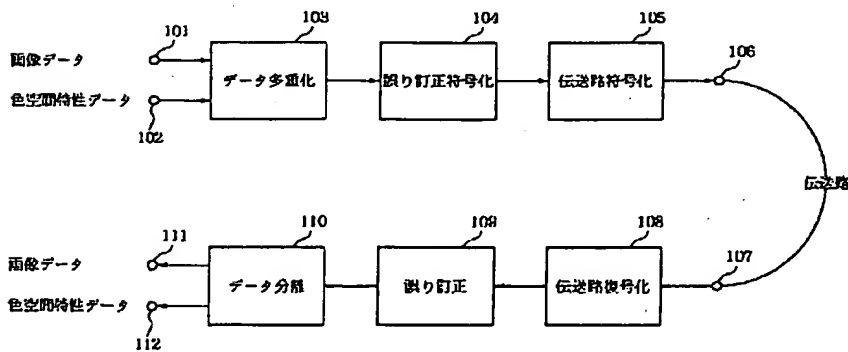 101
103
104
105
106
画像データ
データ多重化
誤り訂正符号化
伝送路符号化
色空間特性データ
102
伝送路
111
110
109
108
107
画像データ
データ分離
誤り訂正
伝送路復号化
色空間特性データ
112